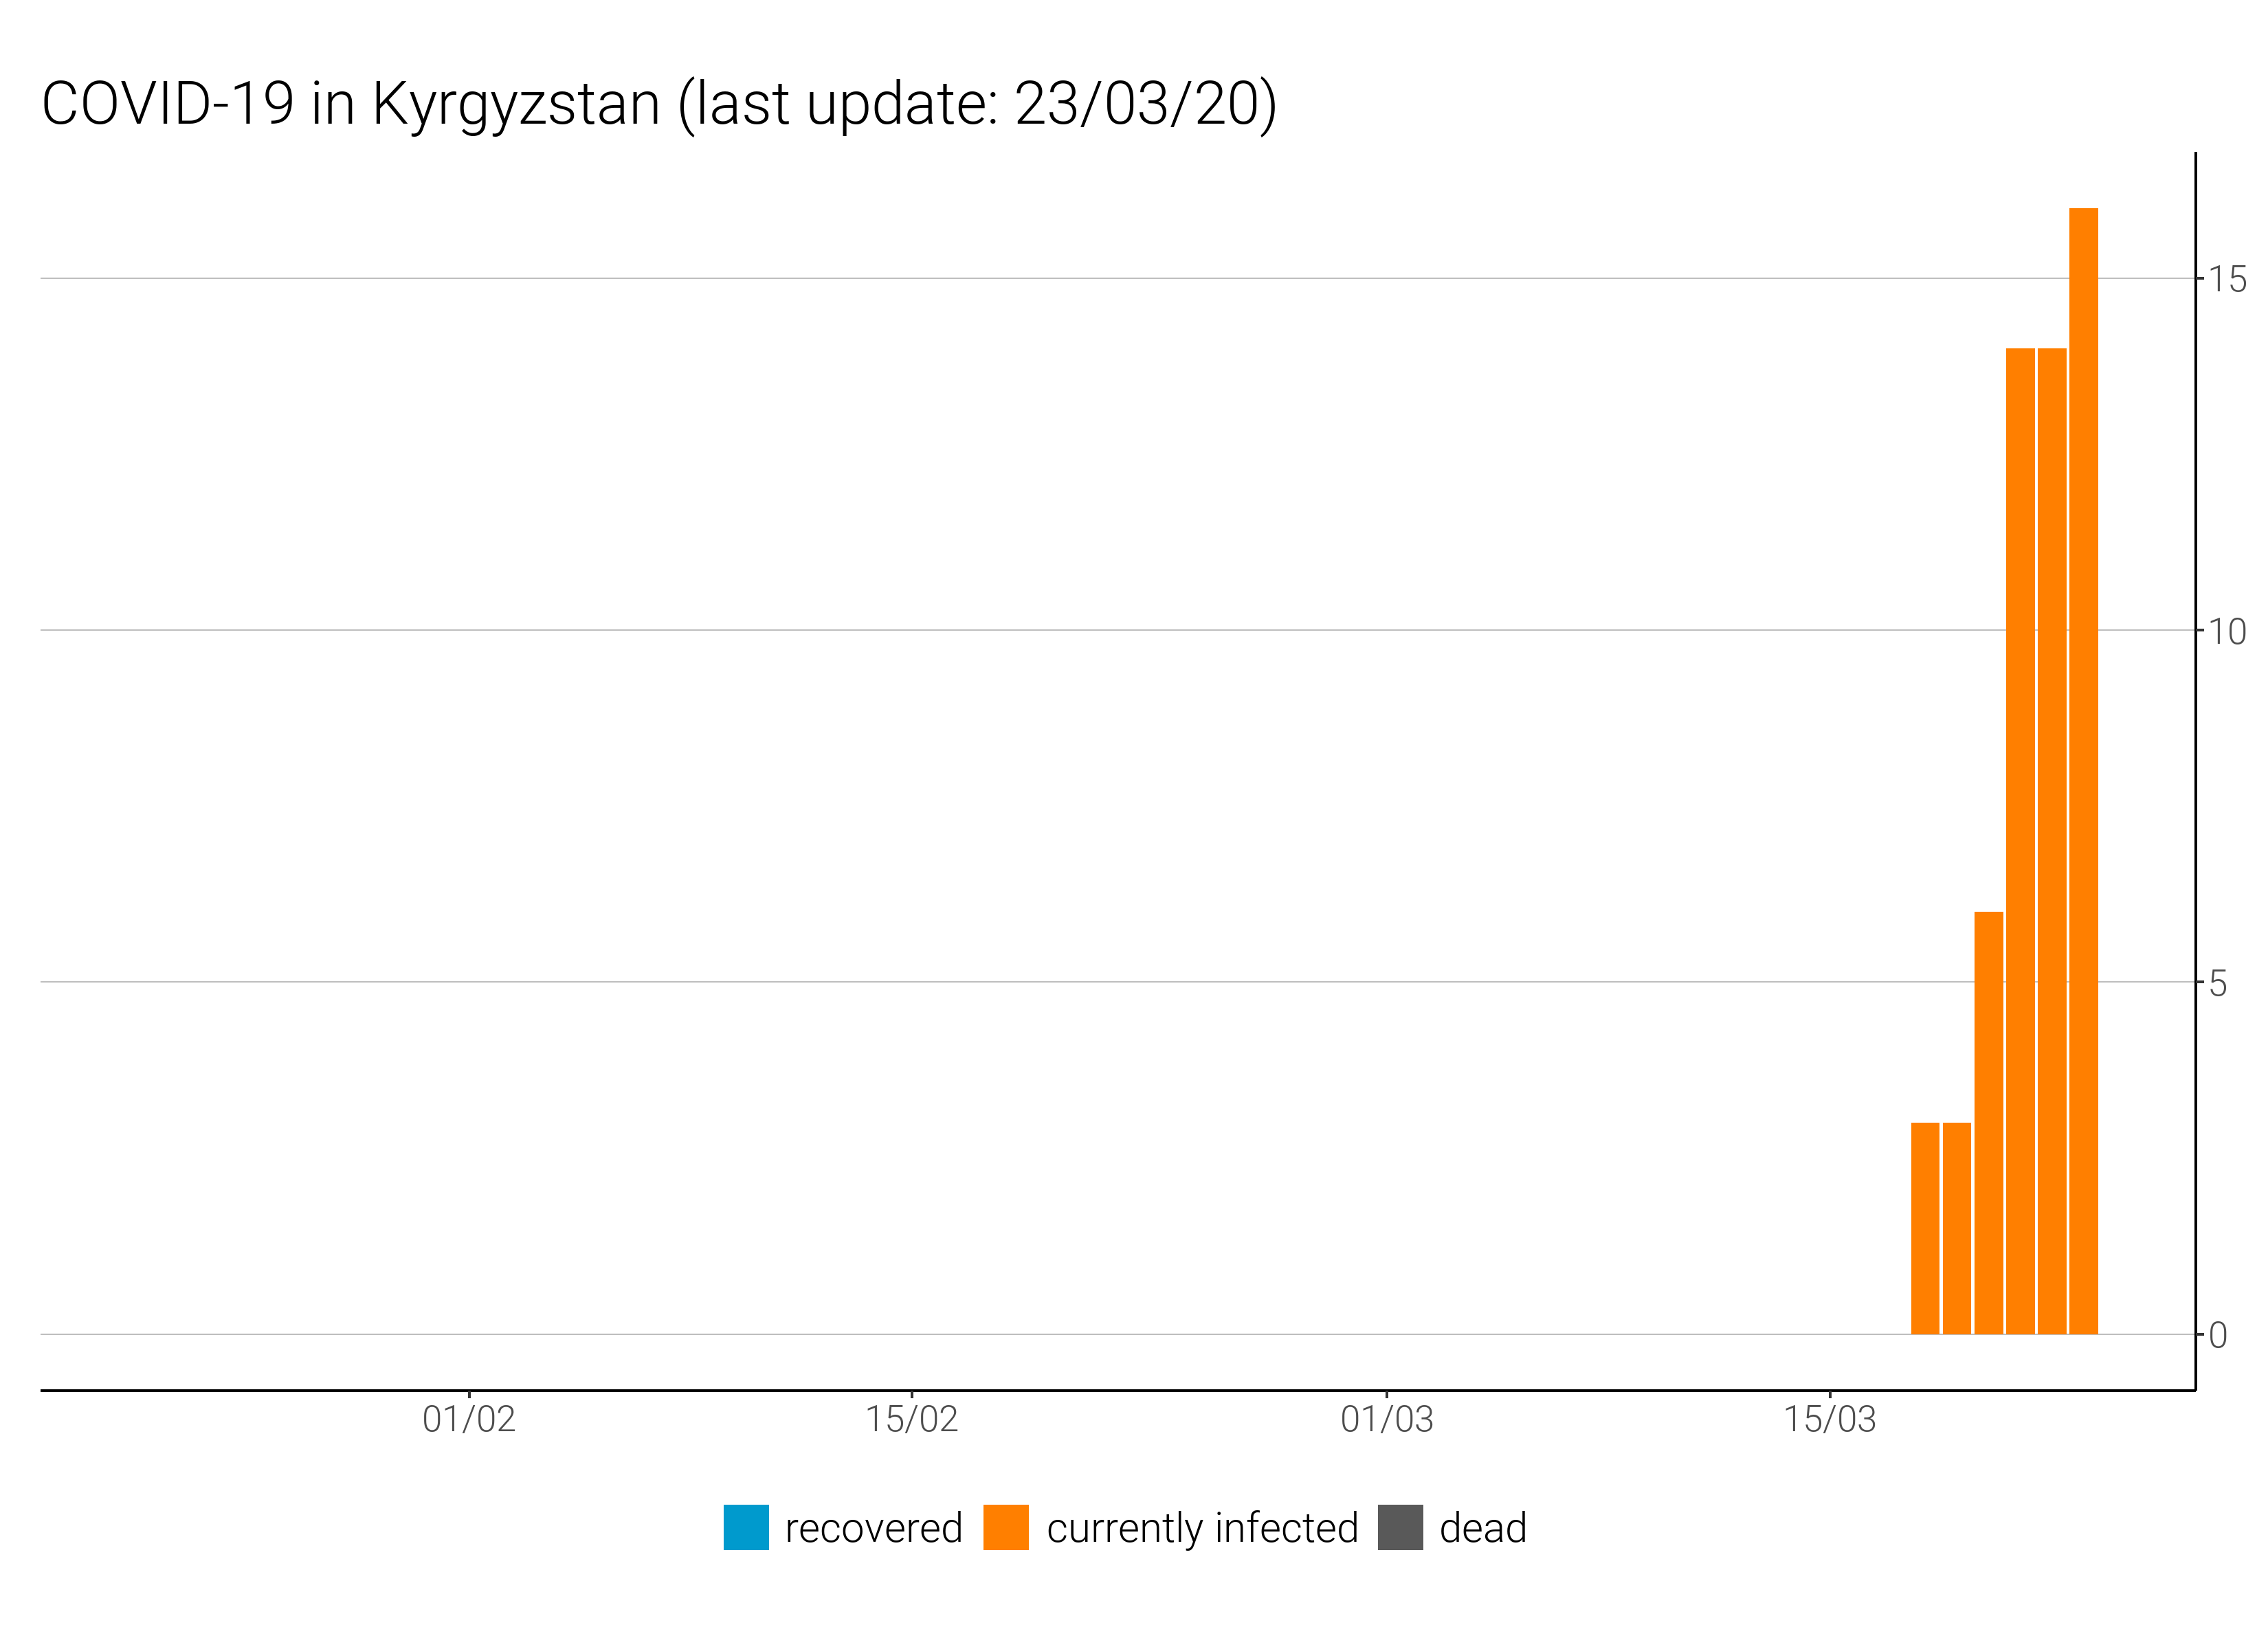 COVID-19 in Kyrgyzstan (last update: 23/03/20)
15
10
5
0
01/02 15/02 01/03 15/03
recovered currently infected dead